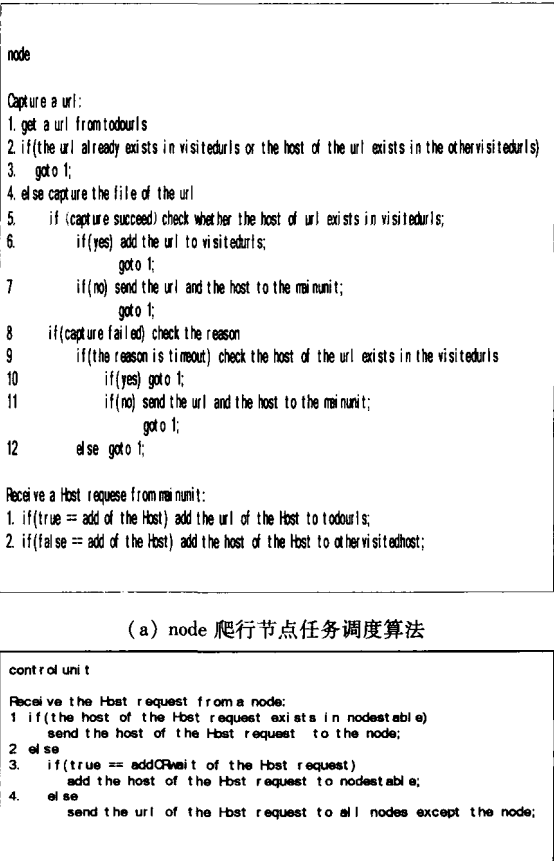 node
Capture a url:
1. get a url from todourls
2. if(the url already exists in visitedurls or the host of the url exists in the othervisitedurls)
3. goto 1;
4. else capture the file of the url
5. if (capture succeed) check whether the host of url exists in visitedurls;
6. if(yes) add the url to visitedurls;
goto 1;
7 if(no) send the url and the host to the mainunit;
goto 1;
8 if(capture failed) check the reason
9 if(the reason is timeout) check the host of the url exists in the visitedurls
10 if(yes) goto 1;
11 if(no) send the url and the host to the mainunit;
goto 1;
12 else goto 1;
Receive a Host requese from mainunit:
1. if(true == add of the Host) add the url of the Host to todourls;
2. if(false == add of the Host) add the host of the Host to othervisitedhost;
(a) node 爬行节点任务调度算法
control unit
Receive the Host request from a node:
1 if(the host of the Host request exists in nodestable)
send the host of the Host request to the node;
2 else
3. if(true == addORwait of the Host request)
add the host of the Host request to nodestable;
4. else
send the url of the Host request to all nodes except the node;